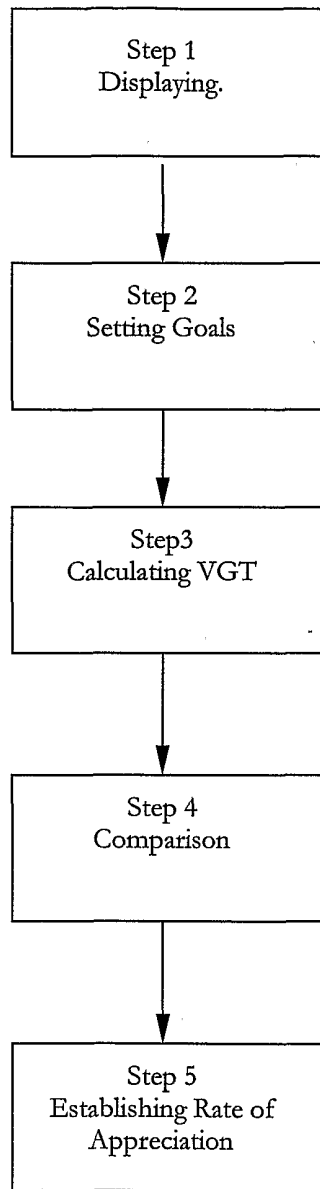 Step 1
Displaying.
Step 2
Setting Goals
Step3
Calculating VGT
Step 4
Comparison
Step 5
Establishing Rate of
Appreciation